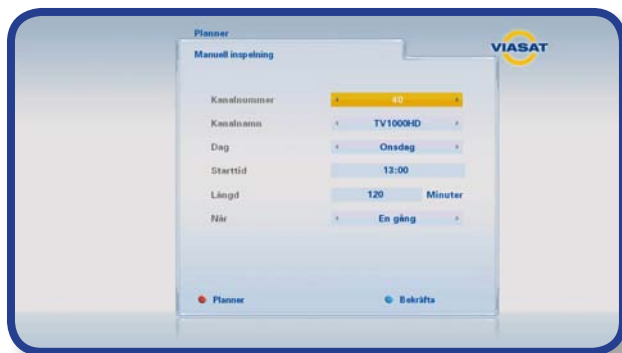 Planner
VIASAT
Manuell inspelning
Kanalnummer 40
Kanalnamn TV1000HD
Dag Onsdag
Starttid 13:00
Längd 120 Minuter
När En gång
Planner Bekräfta